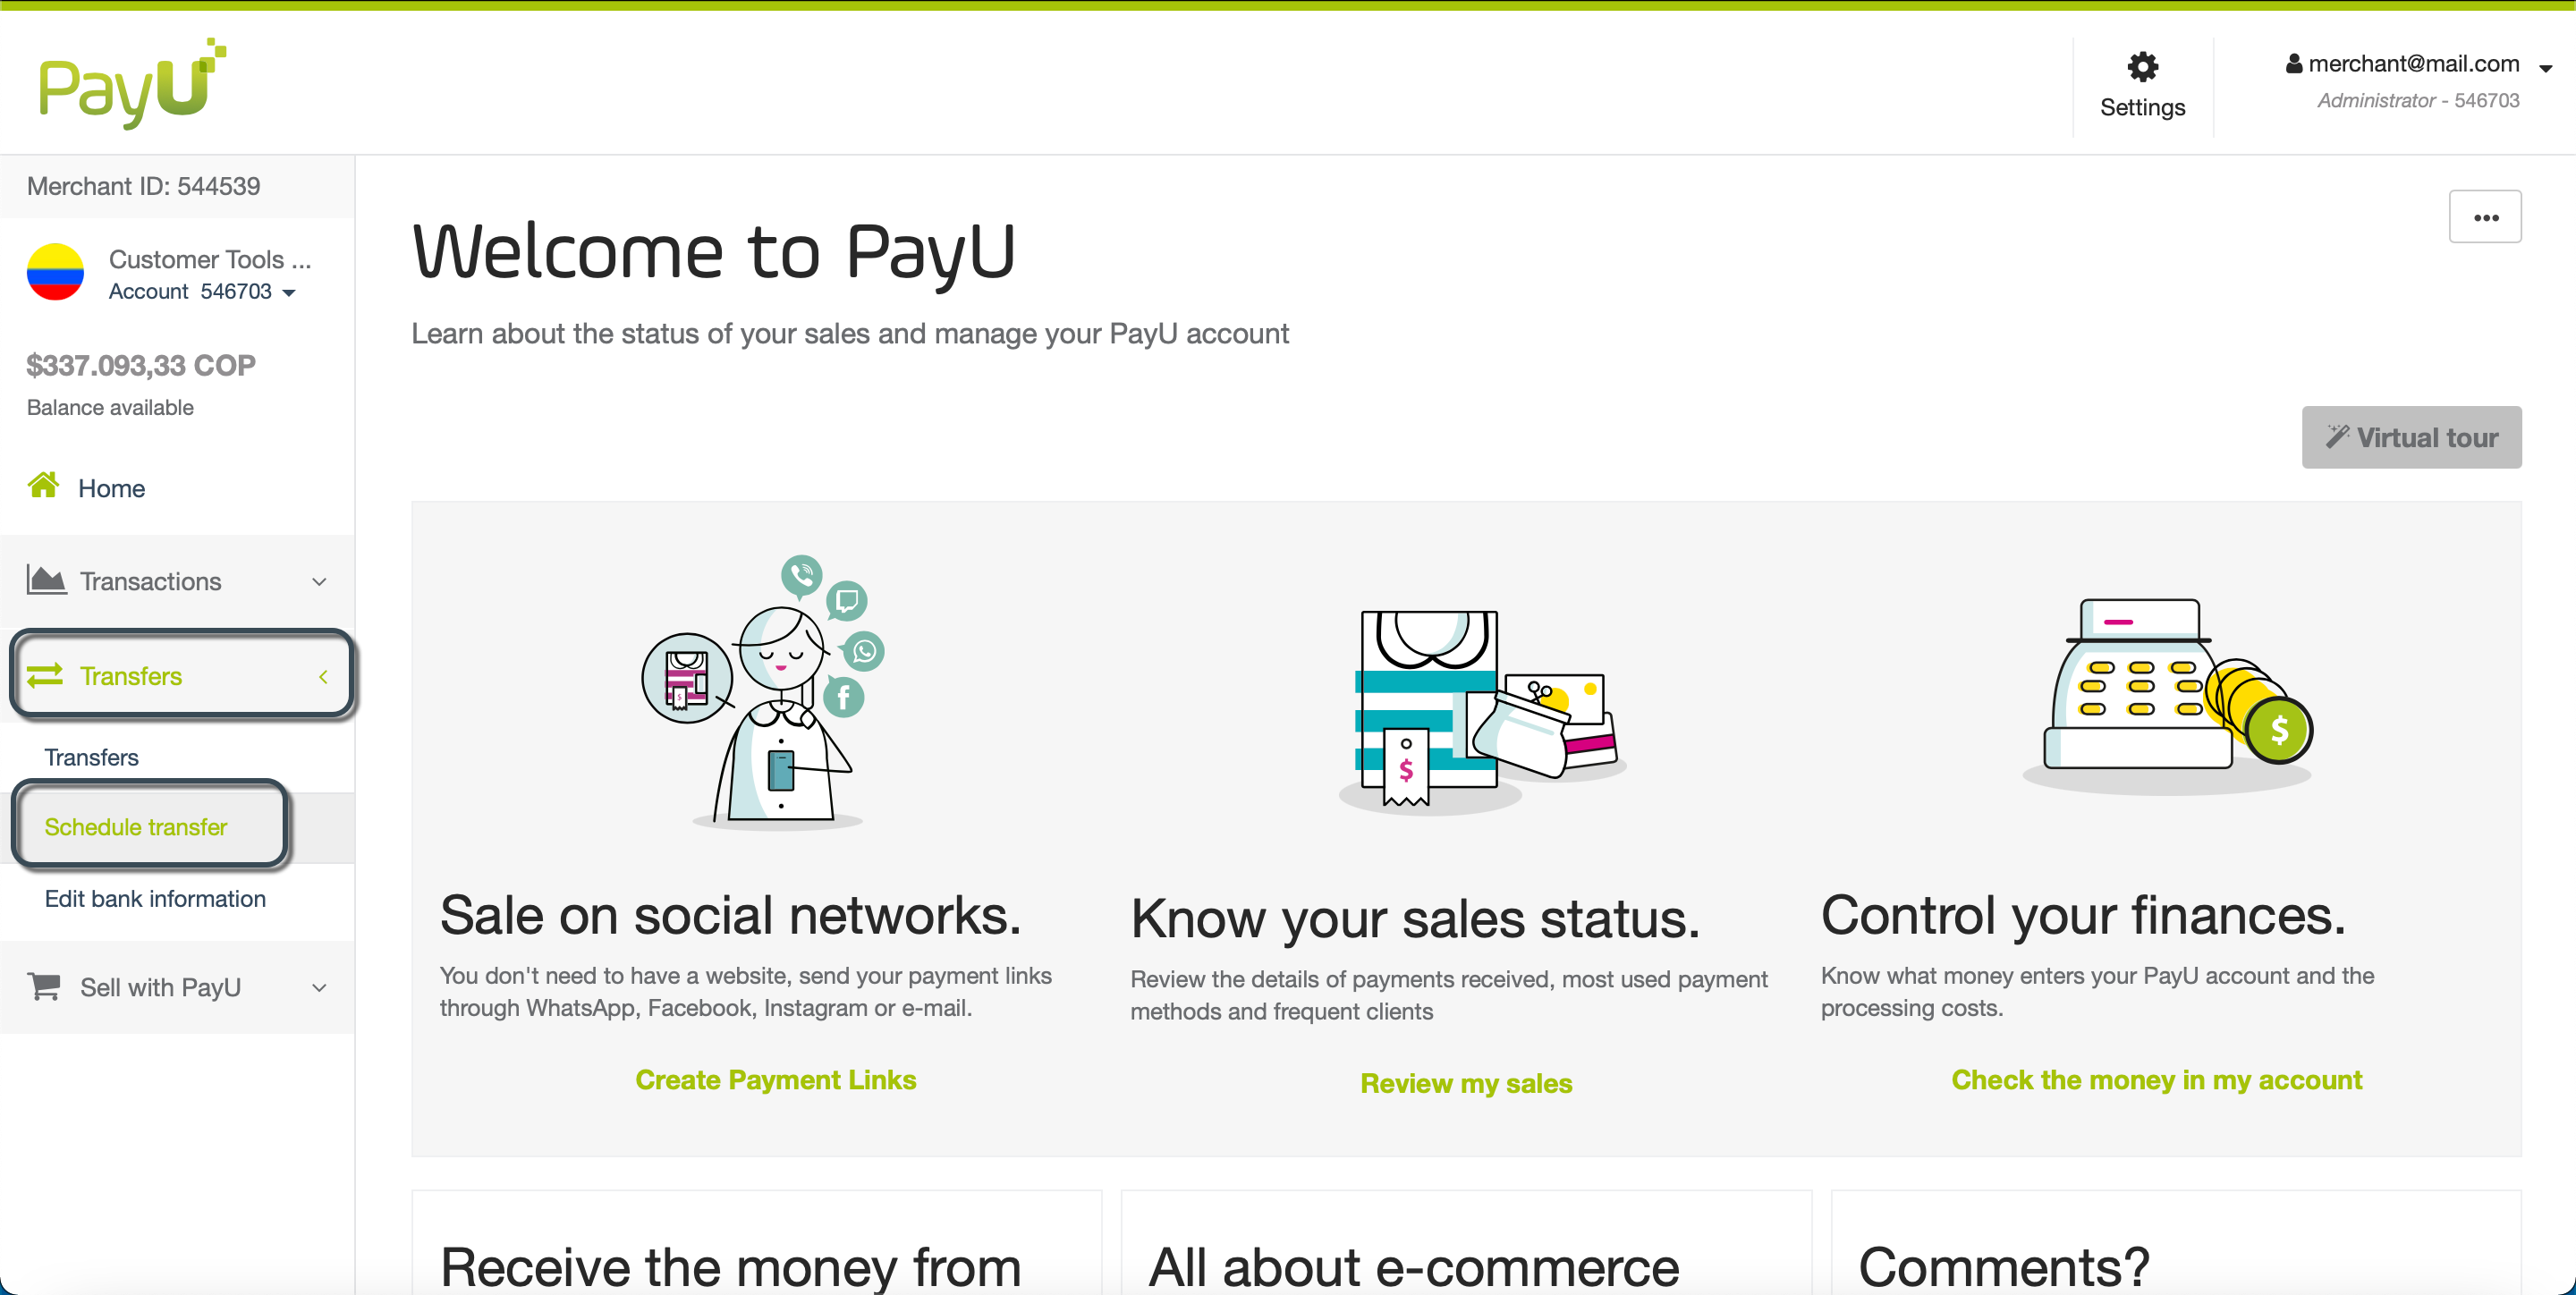 PayU
Settings
merchant@mail.com
Administrator - 546703
Merchant ID: 544539
Customer Tools ...
Account 546703
$337.093,33 COP
Balance available
Home
Transactions
Transfers
Transfers
Schedule transfer
Edit bank information
Sell with PayU
Welcome to PayU
Learn about the status of your sales and manage your PayU account
Virtual tour
Sale on social networks.
You don't need to have a website, send your payment links
through WhatsApp, Facebook, Instagram or e-mail.
Create Payment Links
Know your sales status.
Review the details of payments received, most used payment
methods and frequent clients
Review my sales
Control your finances.
Know what money enters your PayU account and the
processing costs.
Check the money in my account
Receive the money from
All about e-commerce
Comments?